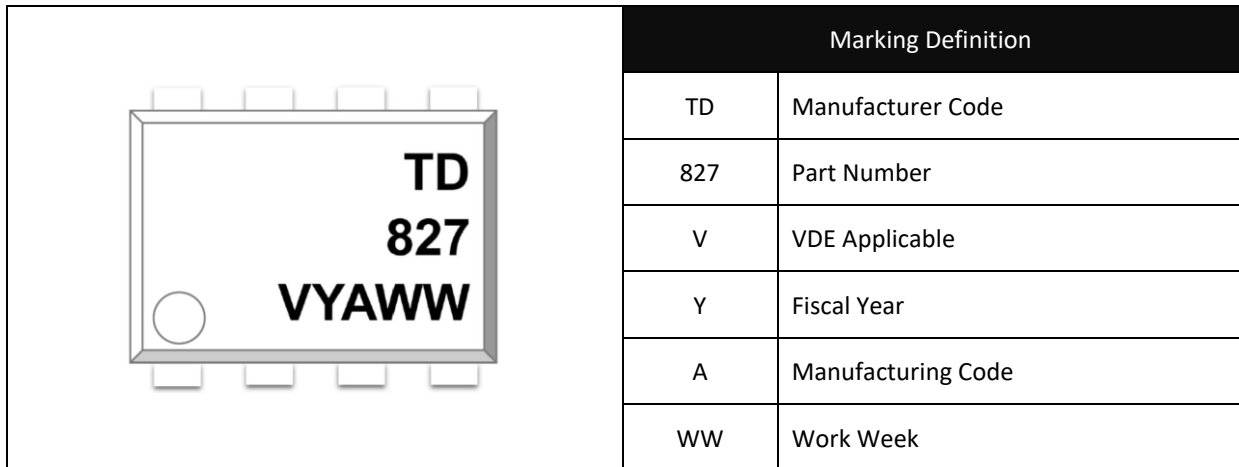 TD
827
VYAWW
Marking Definition
TD Manufacturer Code
827 Part Number
V VDE Applicable
Y Fiscal Year
A Manufacturing Code
WW Work Week